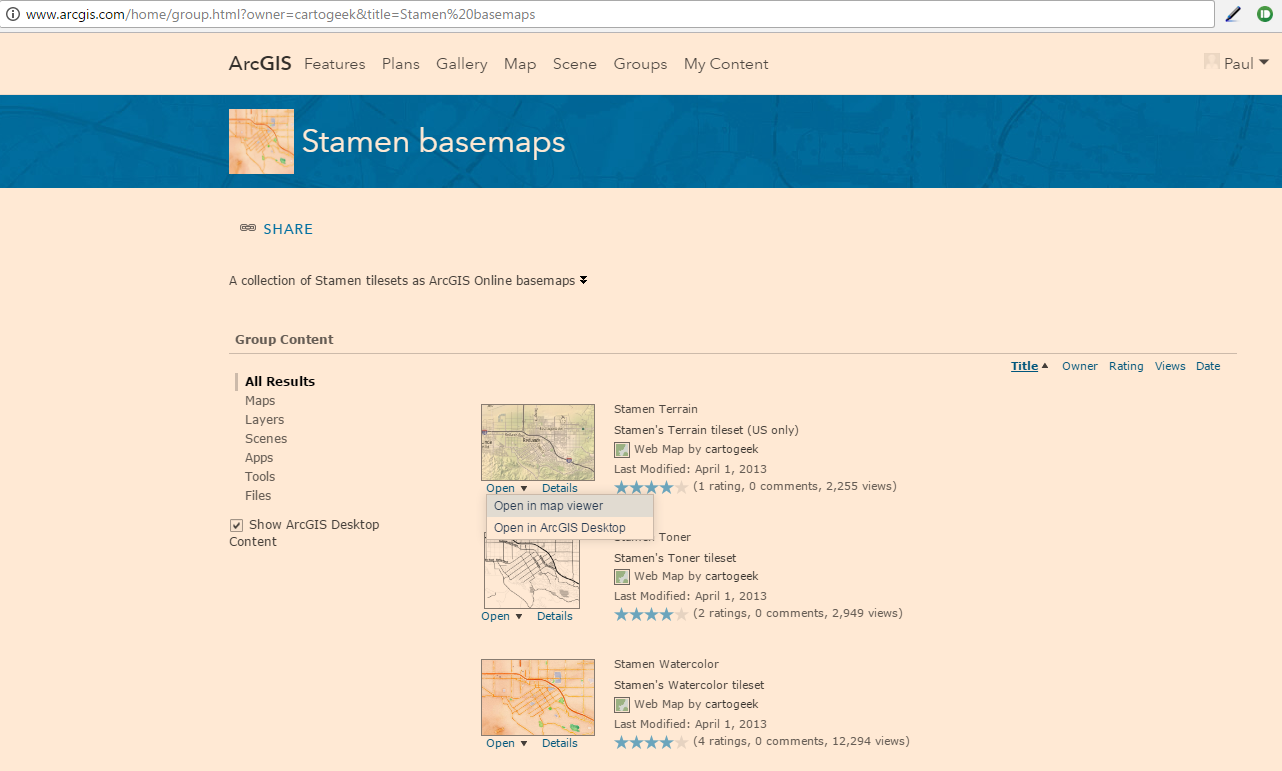 www.arcgis.com/home/group.html?owner=cartogeek&title=Stamen%20basemaps
ArcGIS Features Plans Gallery Map Scene Groups My Content Paul
Stamen basemaps
SHARE
A collection of Stamen tilesets as ArcGIS Online basemaps
Group Content
Title Owner Rating Views Date
All Results
Maps
Layers
Scenes
Apps
Tools
Files
Show ArcGIS Desktop
Content
Stamen Terrain
Stamen's Terrain tileset (US only)
Web Map by cartogeek
Last Modified: April 1, 2013
(1 rating, 0 comments, 2,255 views)
Open Details
Open in map viewer
Open in ArcGIS Desktop
Toner
Stamen's Toner tileset
Web Map by cartogeek
Last Modified: April 1, 2013
(2 ratings, 0 comments, 2,949 views)
Open Details
Stamen Watercolor
Stamen's Watercolor tileset
Web Map by cartogeek
Last Modified: April 1, 2013
(4 ratings, 0 comments, 12,294 views)
Open Details